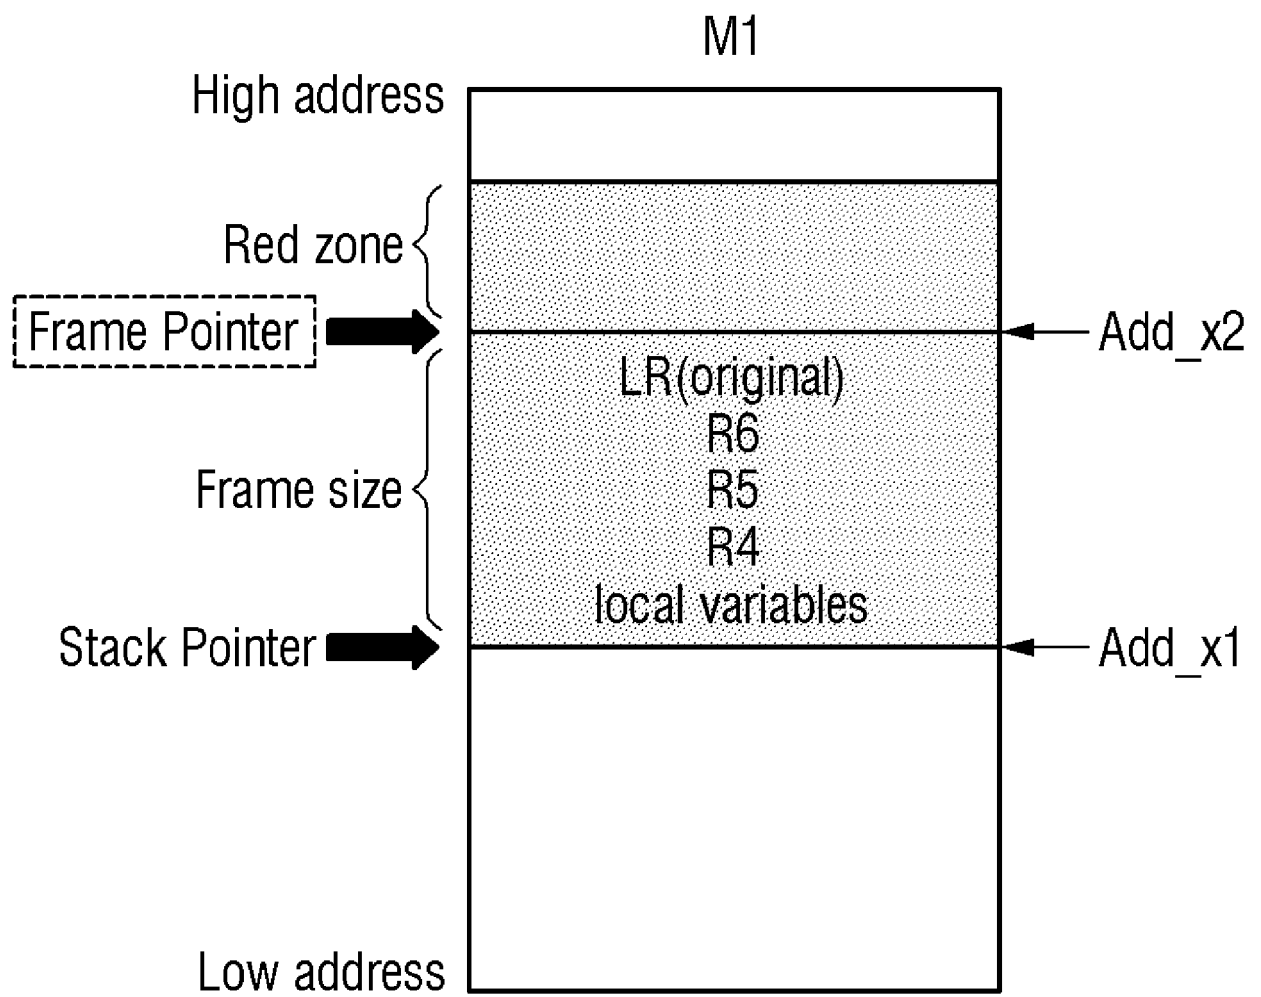 M1
High address
Red zone
Frame Pointer
Add_x2
LR(original)
R6
Frame size
R5
R4
local variables
Stack Pointer
Add_x1
Low address